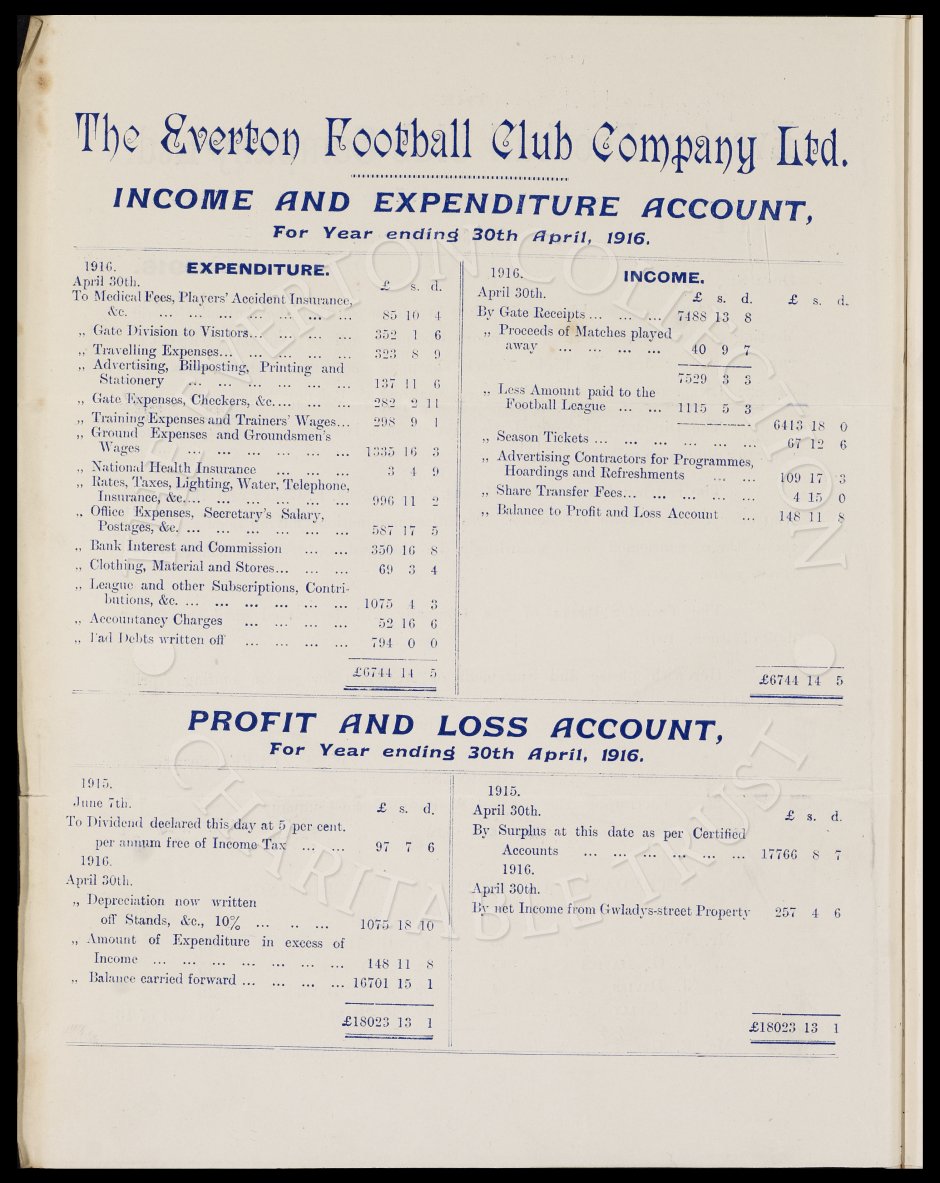 The Everton Football Club Company Ltd.
INCOME AND EXPENDITURE ACCOUNT,
For Year ending 30th April, 1916.
1916. EXPENDITURE.
April 30th. £ s. d.
To Medical Fees, Players' Accident Insurance,
&c. ... ... ... ... ... ... ... 85 10 4
„ Gate Division to Visitors... ... ... ... ... 352 1 6
„ Travelling Expenses... ... ... ... ... ... 323 8 9
„ Advertising, Billposting, Printing and
Stationery ... ... ... ... ... ... 137 11 6
„ Gate Expenses, Checkers, &c.... ... ... ... 282 2 11
„ Training Expenses and Trainers' Wages... 298 9 1
„ Ground Expenses and Groundsmen's
Wages ... ... ... ... ... ... ... 1335 16 3
„ National Health Insurance ... ... ... 3 4 9
„ Rates, Taxes, Lighting, Water, Telephone,
Insurance, &c.... ... ... ... ... ... ... 996 11 2
„ Office Expenses, Secretary's Salary,
Postages, &c. ... ... ... ... ... ... ... 587 17 5
„ Bank Interest and Commission ... ... 350 16 8
„ Clothing, Material and Stores... ... ... 69 3 4
„ League and other Subscriptions, Contri-
butions, &c. ... ... ... ... ... ... ... 1075 4 3
„ Accountancy Charges ... ... ... ... 52 16 6
„ Bad Debts written off ... ... ... ... 794 0 0
£6744 14 5
1916. INCOME.
April 30th. £ s. d. £ s. d.
By Gate Receipts ... ... ... 7488 13 8
„ Proceeds of Matches played
away ... ... ... ... 40 9 7
7529 3 3
„ Less Amount paid to the
Football League ... ... 1115 5 3
6413 18 0
„ Season Tickets ... ... ... ... ... ... 67 12 6
„ Advertising Contractors for Programmes,
Hoardings and Refreshments ... ... 109 17 3
„ Share Transfer Fees... ... ... ... ... ... 4 15 0
„ Balance to Profit and Loss Account ... 148 11 8
£6744 14 5
PROFIT AND LOSS ACCOUNT,
For Year ending 30th April, 1916.
1915.
June 7th. £ s. d.
To Dividend declared this day at 5 per cent.
per annum free of Income Tax ... ... 97 7 6
1916.
April 30th.
„ Depreciation now written
off Stands, &c., 10% ... .. ... 1075 18 10
„ Amount of Expenditure in excess of
Income ... ... ... ... ... ... ... 148 11 8
„ Balance carried forward ... ... ... ... 16701 15 1
£18023 13 1
1915.
April 30th. £ s. d.
By Surplus at this date as per Certified
Accounts ... ... ... ... ... ... 17766 8 7
1916.
April 30th.
By net Income from Gwladys-street Property 257 4 6
£18023 13 1
THE EVERTON COLLECTION
CHARITABLE TRUST